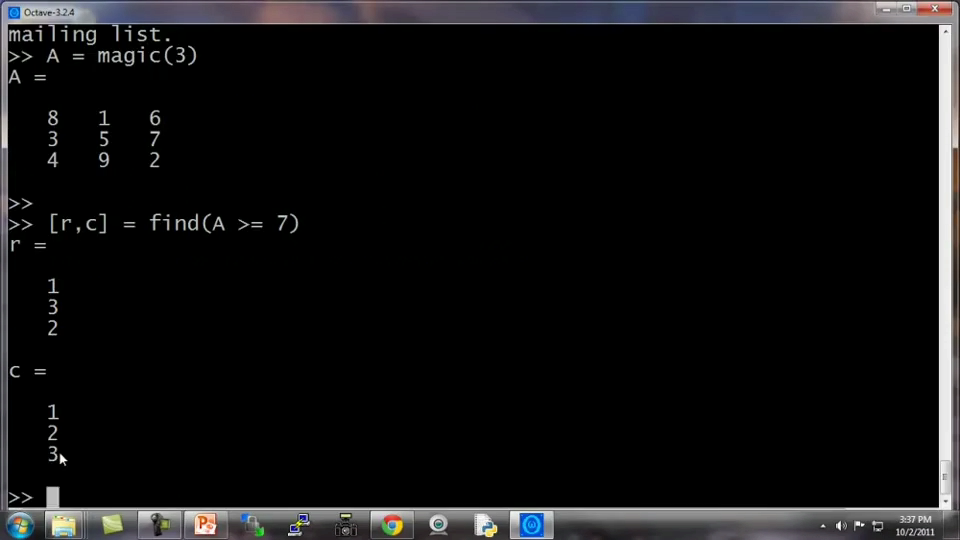 Octave-3.2.4
mailing list.
>> A = magic(3)
A =
8 1 6
3 5 7
4 9 2
>>
>> [r,c] = find(A >= 7)
r =
1
3
2
c =
1
2
3
>>
3:37 PM
10/2/2011